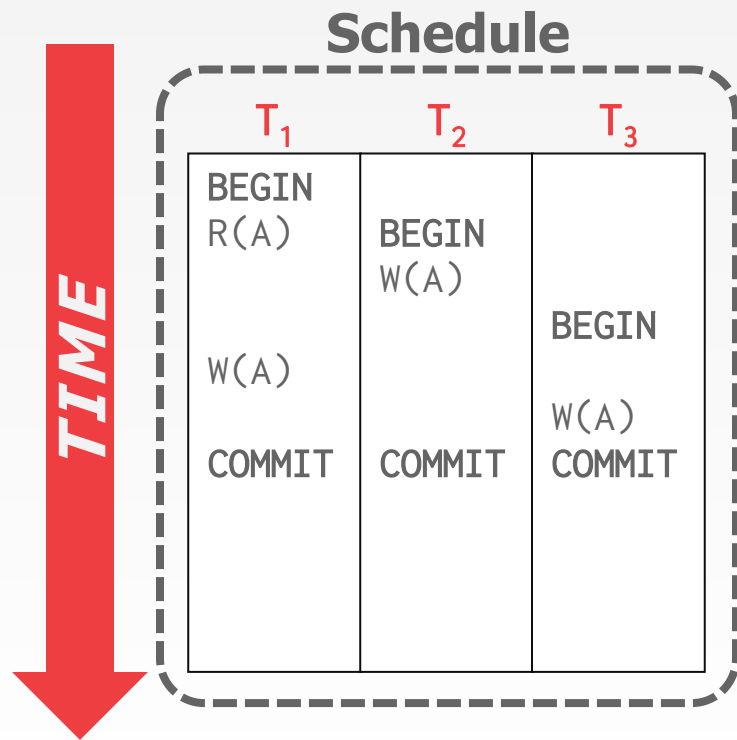 Schedule
TIME
T₁ T₂ T₃
BEGIN
R(A) BEGIN
W(A)
BEGIN
W(A)
W(A)
COMMIT COMMIT COMMIT